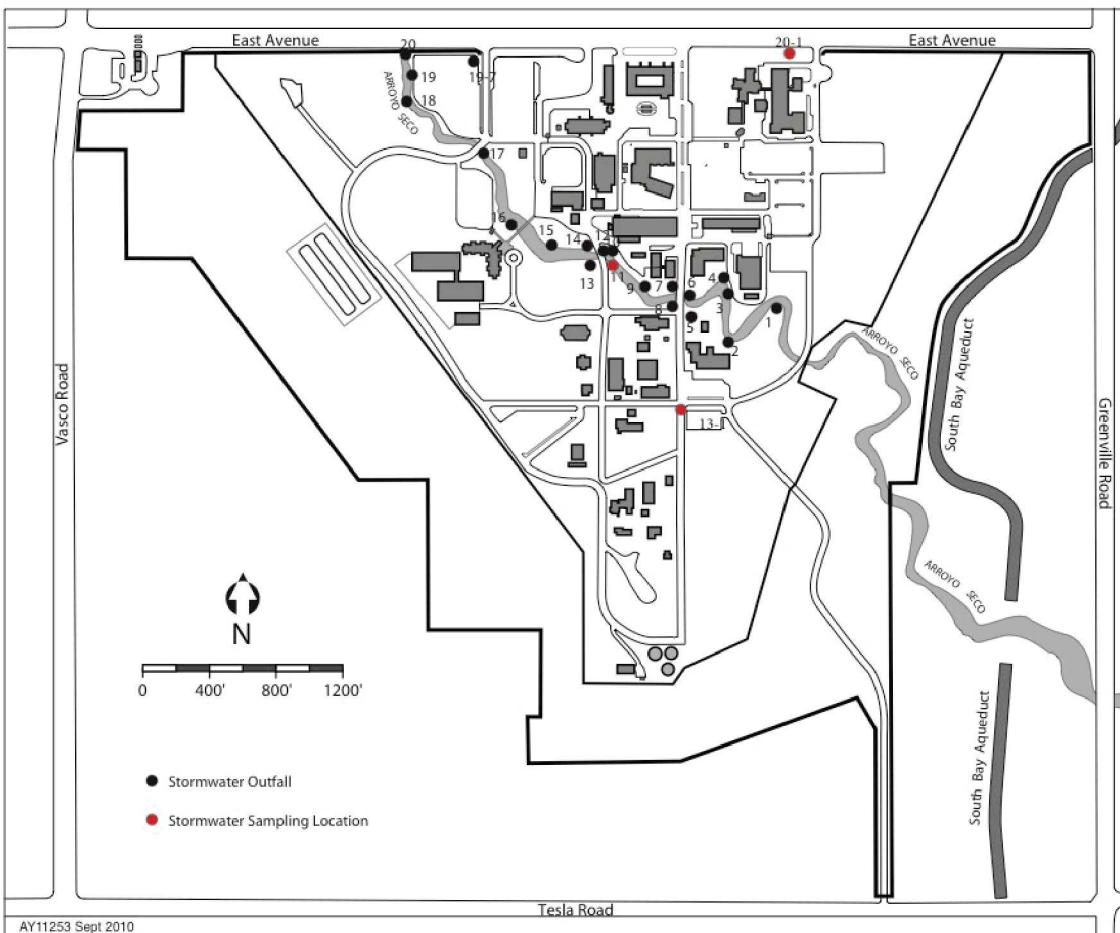 East Avenue
20
20-1
East Avenue
19
19-7
18
ARROYO SECO
17
16
15
14
12
11
13
9
7
8
6
5
4
3
2
1
ARROYO SECO
South Bay Aqueduct
Vasco Road
Greenville Road
13-
ARROYO SECO
N
0 400' 800' 1200'
South Bay Aqueduct
Stormwater Outfall
Stormwater Sampling Location
Tesla Road
AY11253 Sept 2010